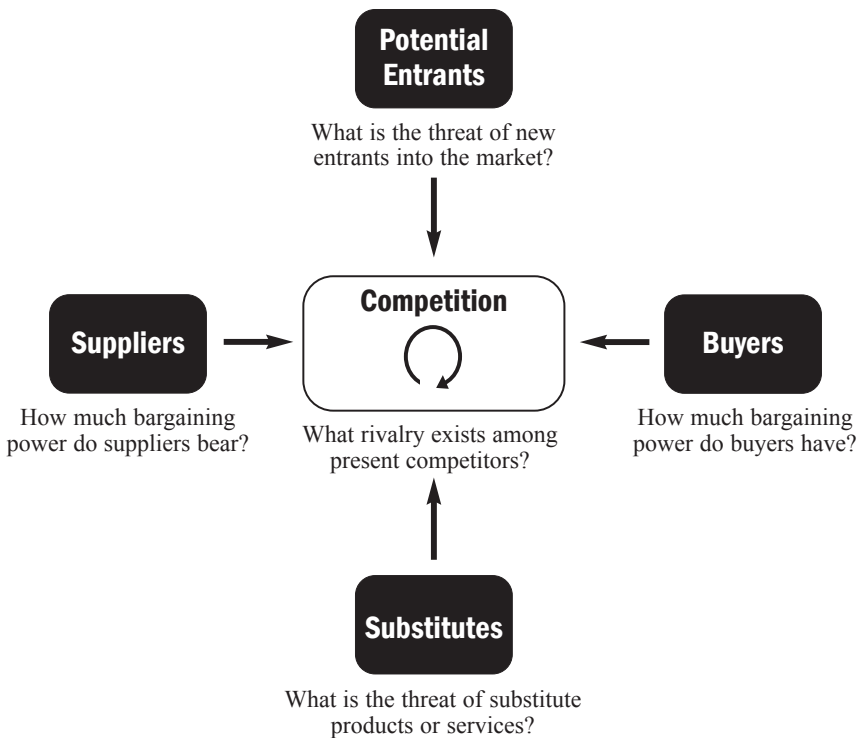 Potential
Entrants
What is the threat of new
entrants into the market?
Competition
Suppliers
Buyers
How much bargaining
power do suppliers bear?
What rivalry exists among
present competitors?
How much bargaining
power do buyers have?
Substitutes
What is the threat of substitute
products or services?